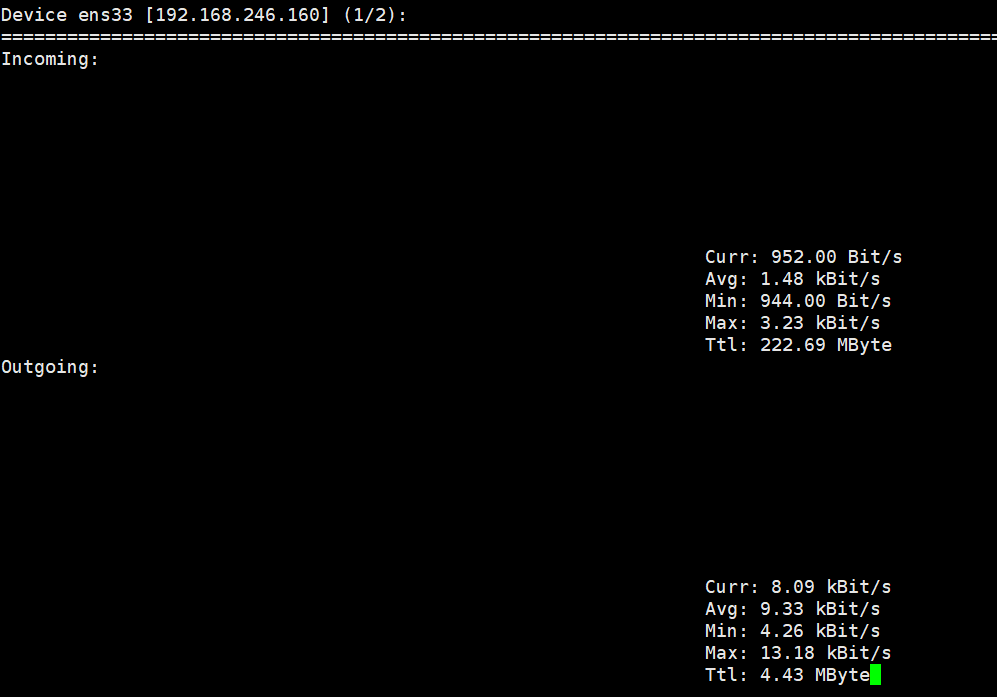 Device ens33 [192.168.246.160] (1/2):
==========================================================================================
Incoming:
Curr: 952.00 Bit/s
Avg: 1.48 kBit/s
Min: 944.00 Bit/s
Max: 3.23 kBit/s
Ttl: 222.69 MByte
Outgoing:
Curr: 8.09 kBit/s
Avg: 9.33 kBit/s
Min: 4.26 kBit/s
Max: 13.18 kBit/s
Ttl: 4.43 MByte